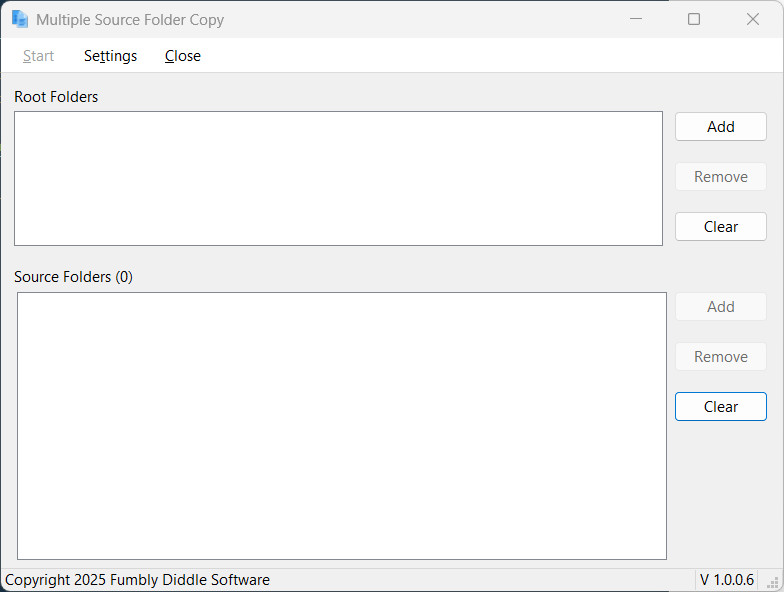 Multiple Source Folder Copy
Start Settings Close
Root Folders
Add
Remove
Clear
Source Folders (0)
Add
Remove
Clear
Copyright 2025 Fumbly Diddle Software V 1.0.0.6